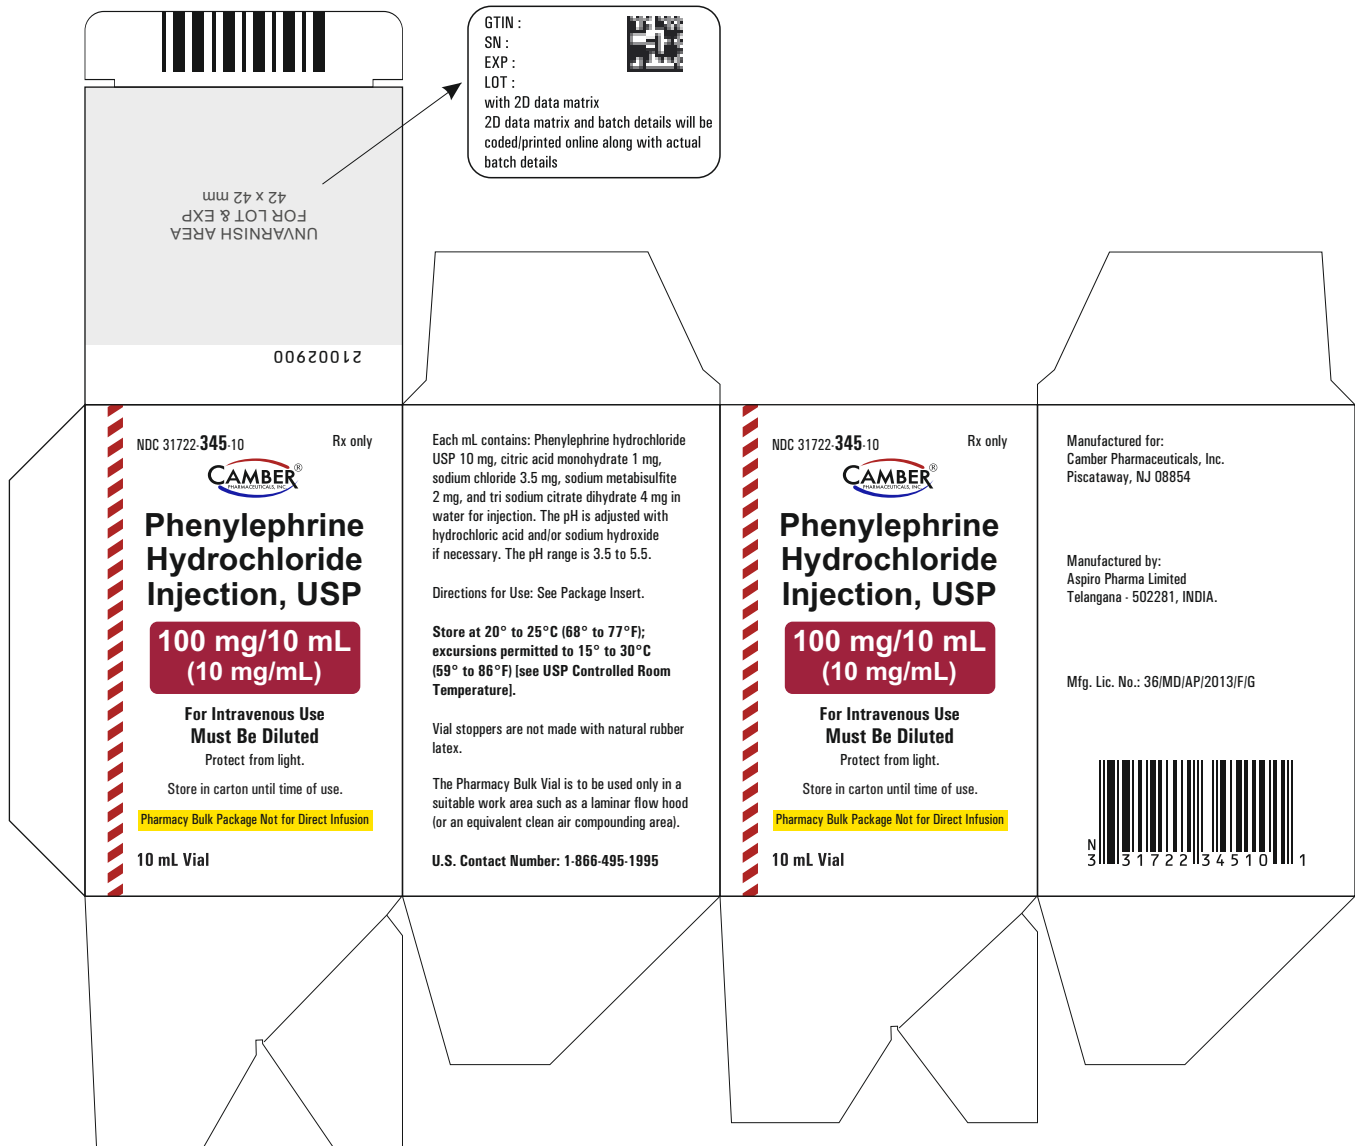 GTIN :
SN :
EXP :
LOT :
with 2D data matrix
2D data matrix and batch details will be
coded/printed online along with actual
batch details
UNVARNISH AREA
FOR LOT & EXP
42 x 42 mm
21002900
NDC 31722-345-10
Rx only
CAMBER®
PHARMACEUTICALS, INC.
Phenylephrine
Hydrochloride
Injection, USP
100 mg/10 mL
(10 mg/mL)
For Intravenous Use
Must Be Diluted
Protect from light.
Store in carton until time of use.
Pharmacy Bulk Package Not for Direct Infusion
10 mL Vial
Each mL contains: Phenylephrine hydrochloride
USP 10 mg, citric acid monohydrate 1 mg,
sodium chloride 3.5 mg, sodium metabisulfite
2 mg, and tri sodium citrate dihydrate 4 mg in
water for injection. The pH is adjusted with
hydrochloric acid and/or sodium hydroxide
if necessary. The pH range is 3.5 to 5.5.
Directions for Use: See Package Insert.
Store at 20° to 25°C (68° to 77°F);
excursions permitted to 15° to 30°C
(59° to 86°F) [see USP Controlled Room
Temperature].
Vial stoppers are not made with natural rubber
latex.
The Pharmacy Bulk Vial is to be used only in a
suitable work area such as a laminar flow hood
(or an equivalent clean air compounding area).
U.S. Contact Number: 1-866-495-1995
NDC 31722-345-10
Rx only
CAMBER®
PHARMACEUTICALS, INC.
Phenylephrine
Hydrochloride
Injection, USP
100 mg/10 mL
(10 mg/mL)
For Intravenous Use
Must Be Diluted
Protect from light.
Store in carton until time of use.
Pharmacy Bulk Package Not for Direct Infusion
10 mL Vial
Manufactured for:
Camber Pharmaceuticals, Inc.
Piscataway, NJ 08854
Manufactured by:
Aspiro Pharma Limited
Telangana - 502281, INDIA.
Mfg. Lic. No.: 36/MD/AP/2013/F/G
N
3 31722 34510 1